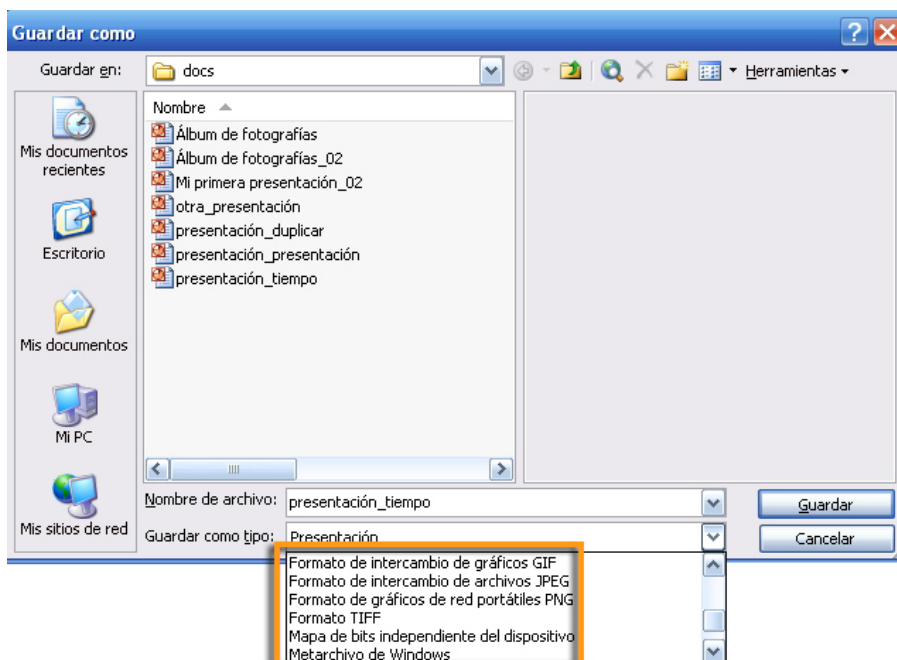 Guardar como
Guardar en:
docs
Herramientas
Nombre
Mis documentos
recientes
Escritorio
Mis documentos
Mi PC
Mis sitios de red
Álbum de fotografías
Álbum de fotografías_02
Mi primera presentación_02
otra_presentación
presentación_duplicar
presentación_presentación
presentación_tiempo
Nombre de archivo:
presentación_tiempo
Guardar
Guardar como tipo:
Presentación
Cancelar
Formato de intercambio de gráficos GIF
Formato de intercambio de archivos JPEG
Formato de gráficos de red portátiles PNG
Formato TIFF
Mapa de bits independiente del dispositivo
Metarchivo de Windows